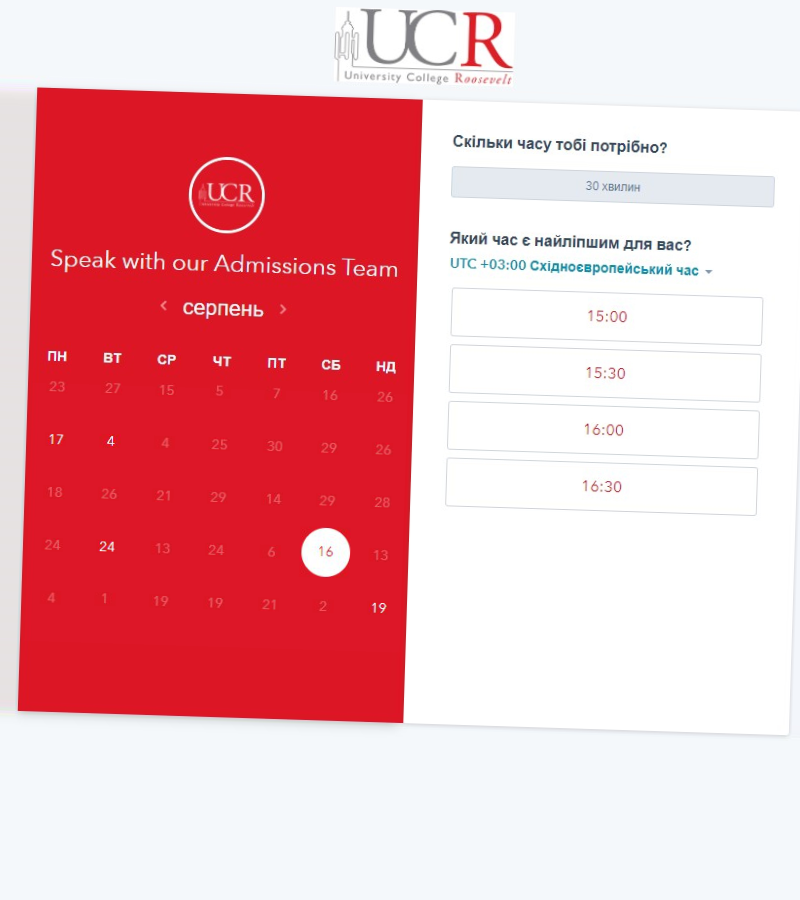 UCR
University College Roosevelt
UCR
Speak with our Admissions Team
серпень
ПН ВТ СР ЧТ ПТ СБ НД
23 27 15 5 7 16 26
17 4 4 25 30 29 26
18 26 21 29 14 29 28
24 24 13 24 6 16 13
4 1 19 19 21 2 19
Скільки часу тобі потрібно?
30 хвилин
Який час є найліпшим для вас?
UTC +03:00 Східноєвропейський час
15:00
15:30
16:00
16:30